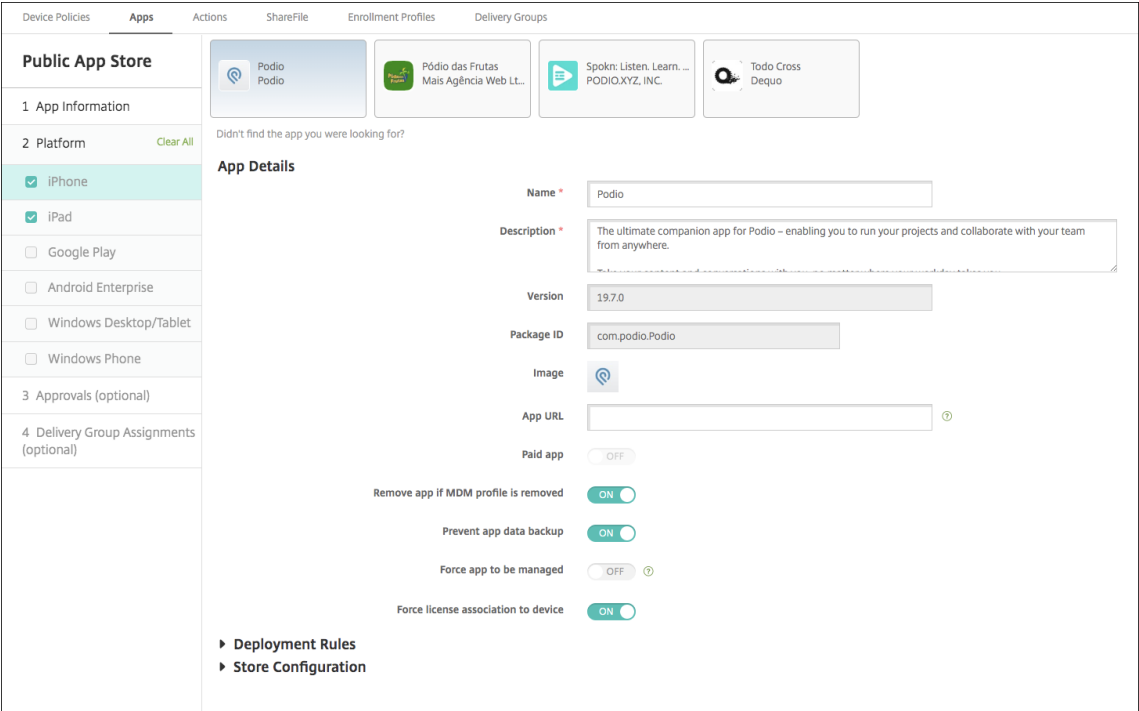 Device Policies Apps Actions ShareFile Enrollment Profiles Delivery Groups
Public App Store
1 App Information
2 Platform Clear All
iPhone
iPad
Google Play
Android Enterprise
Windows Desktop/Tablet
Windows Phone
3 Approvals (optional)
4 Delivery Group Assignments
(optional)
Podio
Podio
Pódio das Frutas
Mais Agência Web Lt...
Spokn: Listen. Learn. ...
PODIO.XYZ, INC.
Todo Cross
Dequo
Didn't find the app you were looking for?
App Details
Name * Podio
Description * The ultimate companion app for Podio – enabling you to run your projects and collaborate with your team
from anywhere.
Version 19.7.0
Package ID com.podio.Podio
Image
App URL
Paid app OFF
Remove app if MDM profile is removed ON
Prevent app data backup ON
Force app to be managed OFF
Force license association to device ON
Deployment Rules
Store Configuration